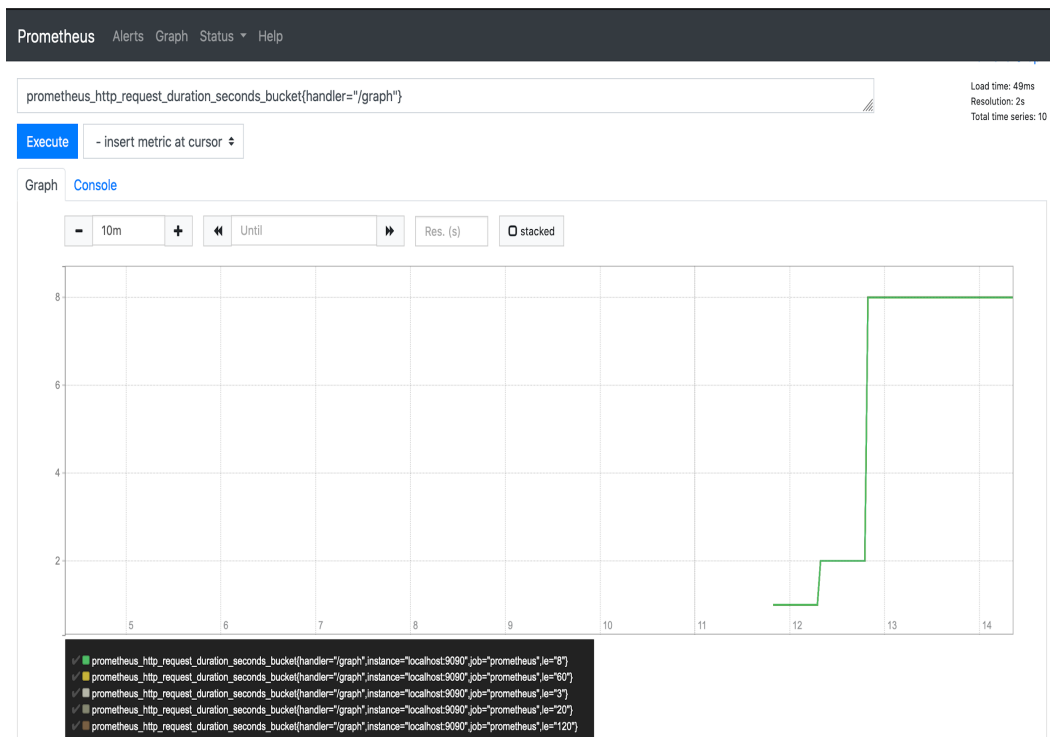 Prometheus Alerts Graph Status Help
prometheus_http_request_duration_seconds_bucket{handler="/graph"}
Load time: 49ms
Resolution: 2s
Total time series: 10
Execute - insert metric at cursor
Graph Console
- 10m + Until Res. (s) stacked
8
6
4
2
5 6 7 8 9 10 11 12 13 14
prometheus_http_request_duration_seconds_bucket{handler="/graph",instance="localhost:9090",job="prometheus",le="8"}
prometheus_http_request_duration_seconds_bucket{handler="/graph",instance="localhost:9090",job="prometheus",le="60"}
prometheus_http_request_duration_seconds_bucket{handler="/graph",instance="localhost:9090",job="prometheus",le="3"}
prometheus_http_request_duration_seconds_bucket{handler="/graph",instance="localhost:9090",job="prometheus",le="20"}
prometheus_http_request_duration_seconds_bucket{handler="/graph",instance="localhost:9090",job="prometheus",le="120"}